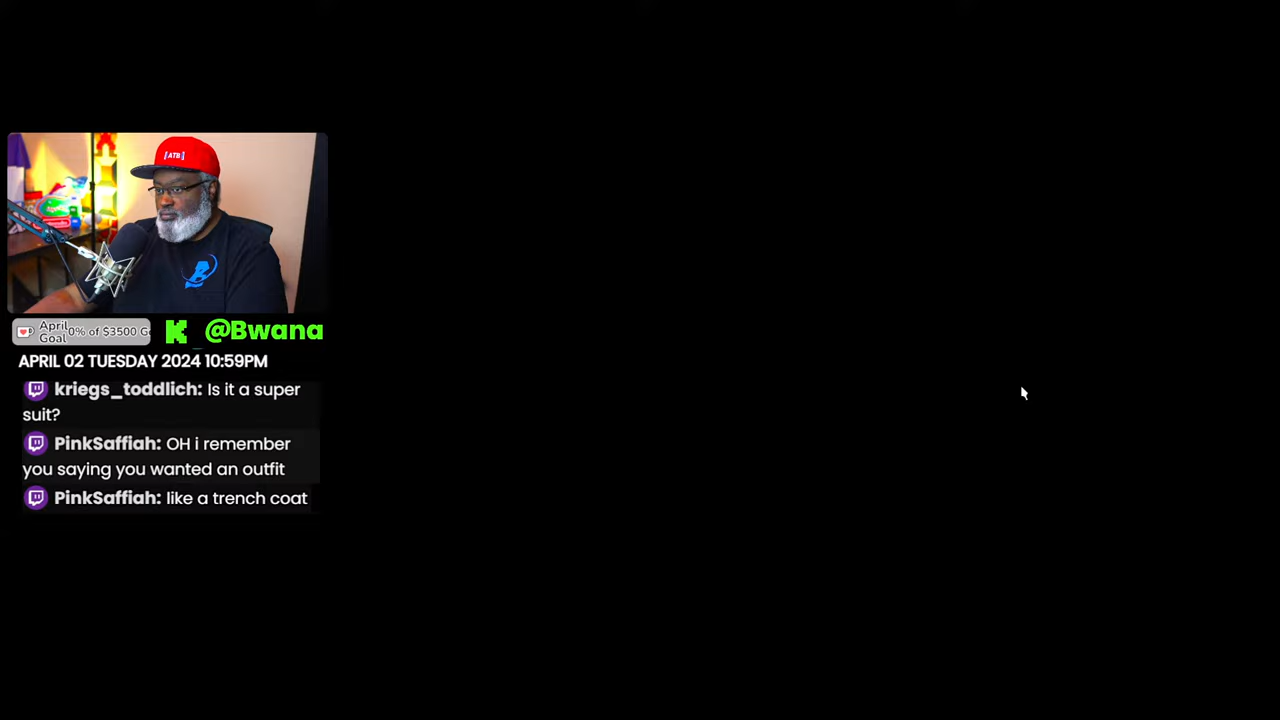 [ATB]
April
Goal
0% of $3500 G
K @Bwana
APRIL 02 TUESDAY 2024 10:59PM
kriegs_toddlich: Is it a super
suit?
PinkSaffiah: OH i remember
you saying you wanted an outfit
PinkSaffiah: like a trench coat